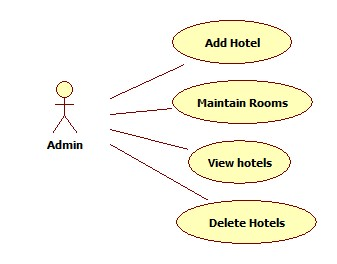 Add Hotel
Maintain Rooms
Admin
View hotels
Delete Hotels